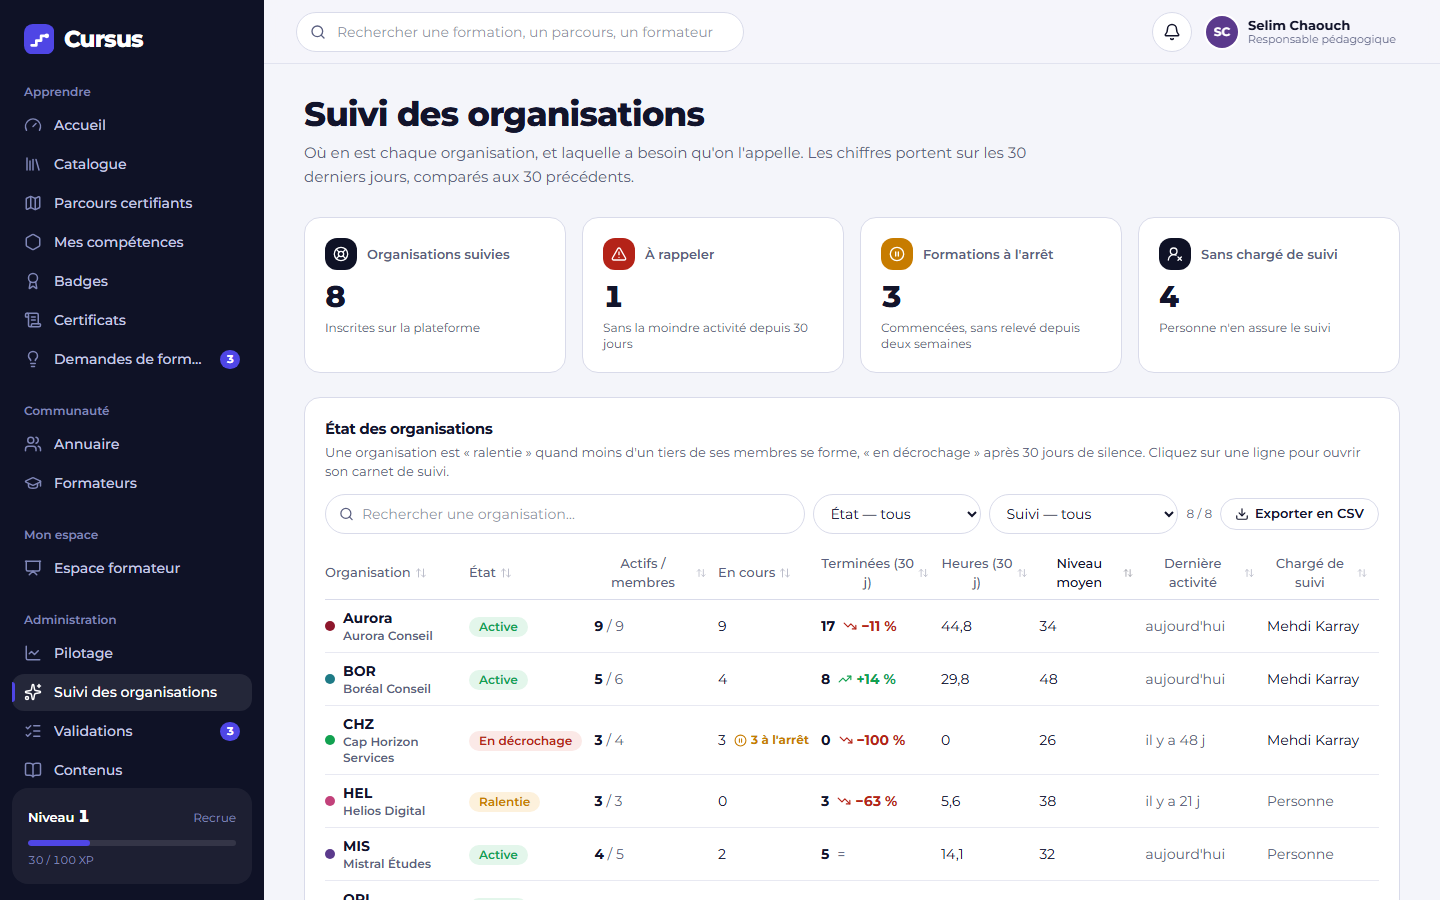 Cursus
Rechercher une formation, un parcours, un formateur
SC
Selim Chaouch
Responsable pédagogique
Apprendre
Accueil
Catalogue
Parcours certifiants
Mes compétences
Badges
Certificats
Demandes de form... 3
Communauté
Annuaire
Formateurs
Mon espace
Espace formateur
Administration
Pilotage
Suivi des organisations
Validations 3
Contenus
Niveau 1 Recrue
30 / 100 XP
Suivi des organisations
Où en est chaque organisation, et laquelle a besoin qu'on l'appelle. Les chiffres portent sur les 30
derniers jours, comparés aux 30 précédents.
Organisations suivies
8
Inscrites sur la plateforme
À rappeler
1
Sans la moindre activité depuis 30
jours
Formations à l'arrêt
3
Commencées, sans relevé depuis
deux semaines
Sans chargé de suivi
4
Personne n'en assure le suivi
État des organisations
Une organisation est « ralentie » quand moins d'un tiers de ses membres se forme, « en décrochage » après 30 jours de silence. Cliquez sur une ligne pour ouvrir
son carnet de suivi.
Rechercher une organisation...
État — tous
Suivi — tous
8 / 8
Exporter en CSV
Organisation
État
Actifs /
membres
En cours
Terminées (30
j)
Heures (30
j)
Niveau
moyen
Dernière
activité
Chargé de
suivi
Aurora
Aurora Conseil
Active
9 / 9
9
17 −11 %
44,8
34
aujourd'hui
Mehdi Karray
BOR
Boréal Conseil
Active
5 / 6
4
8 +14 %
29,8
48
aujourd'hui
Mehdi Karray
CHZ
Cap Horizon
Services
En décrochage
3 / 4
3 3 à l'arrêt
0 −100 %
0
26
il y a 48 j
Mehdi Karray
HEL
Helios Digital
Ralentie
3 / 3
0
3 −63 %
5,6
38
il y a 21 j
Personne
MIS
Mistral Études
Active
4 / 5
2
5 =
14,1
32
aujourd'hui
Personne